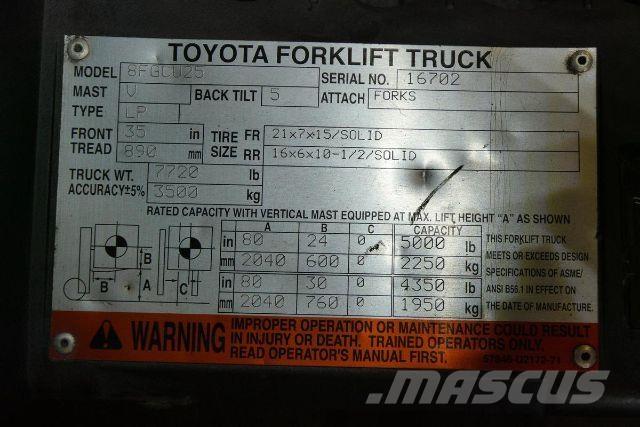 TOYOTA FORKLIFT TRUCK
MODEL 8FGCU25 SERIAL NO. 16702
MAST V BACK TILT 5 ATTACH FORKS
TYPE LP
FRONT TREAD 35 in TIRE SIZE FR 21x7x15/SOLID
890 mm RR 16x6x10-1/2/SOLID
TRUCK WT. 7720 lb
ACCURACY±5% 3500 kg
RATED CAPACITY WITH VERTICAL MAST EQUIPPED AT MAX. LIFT HEIGHT "A" AS SHOWN
A B C CAPACITY
in 80 24 0 5000 lb THIS FORKLIFT TRUCK
mm 2040 600 0 2250 kg MEETS OR EXCEEDS DESIGN
SPECIFICATIONS OF ASME/
in 80 30 0 4350 lb ANSI B56.1 IN EFFECT ON
mm 2040 760 0 1950 kg THE DATE OF MANUFACTURE.
B B A C
WARNING
IMPROPER OPERATION OR MAINTENANCE COULD RESULT
IN INJURY OR DEATH. TRAINED OPERATORS ONLY.
READ OPERATOR'S MANUAL FIRST.
57846-U2172-71
MASCUS